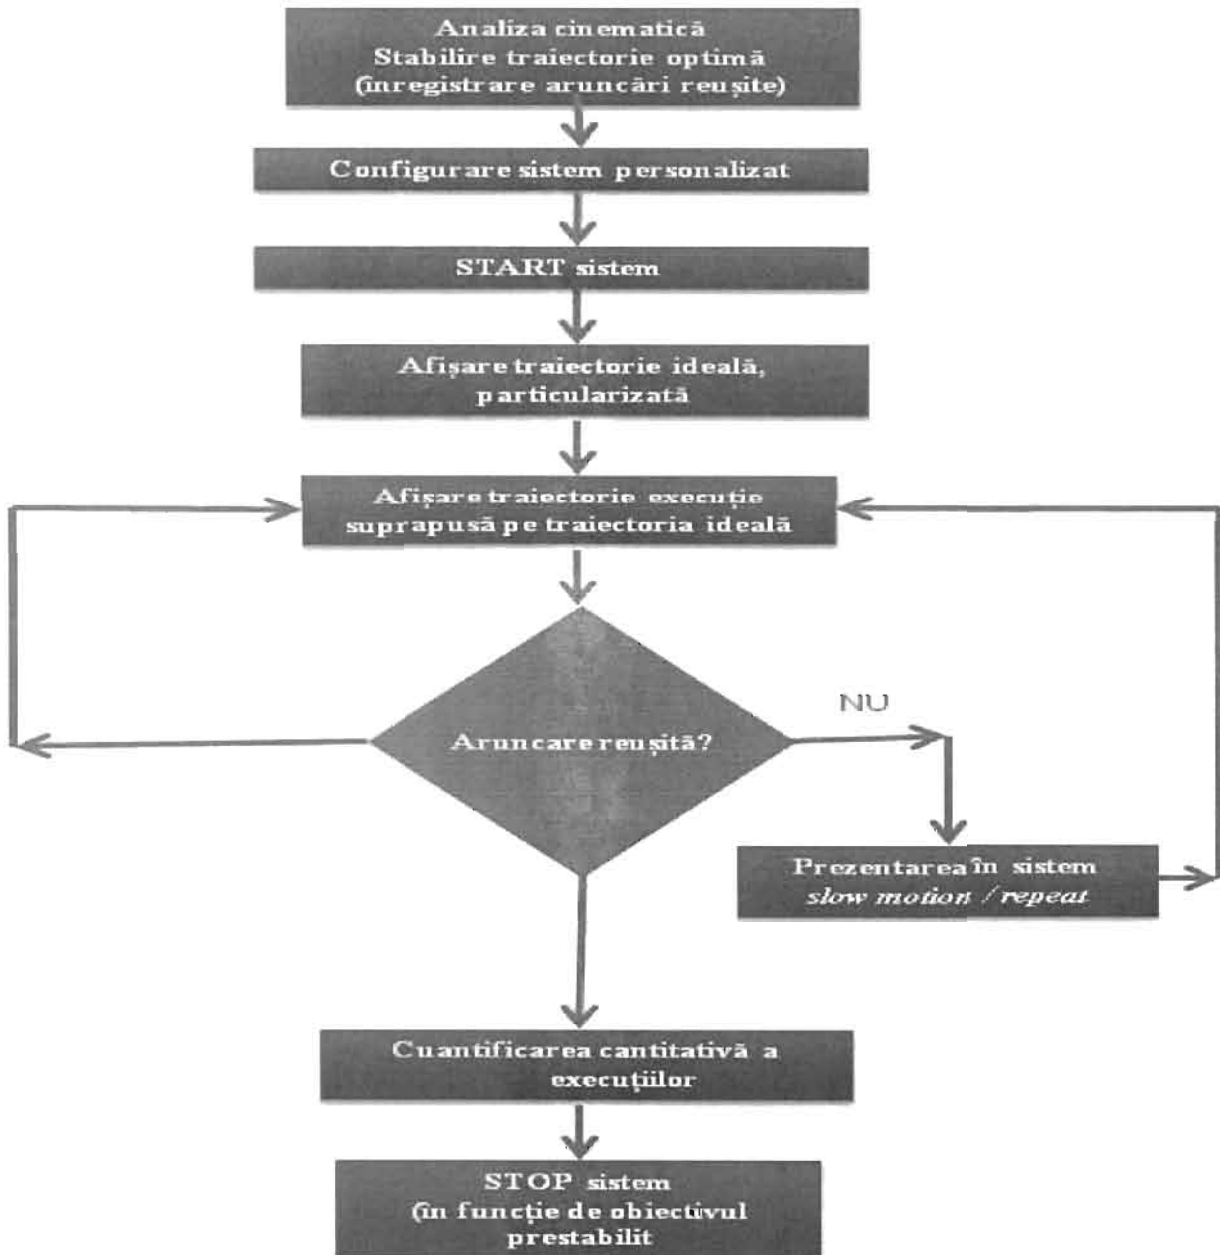 Analiza cinematică
Stabilire traiectorie optimă
(înregistrare aruncări reușite)
Configurare sistem personalizat
START sistem
Afișare traiectorie ideală,
particularizată
Afișare traiectorie execuție
suprapusă pe traiectoria ideală
Aruncare reușită?
NU
Prezentarea în sistem
slow motion / repeat
Cuantificarea cantitativă a
execuțiilor
STOP sistem
(în funcție de obiectivul
prestabilit